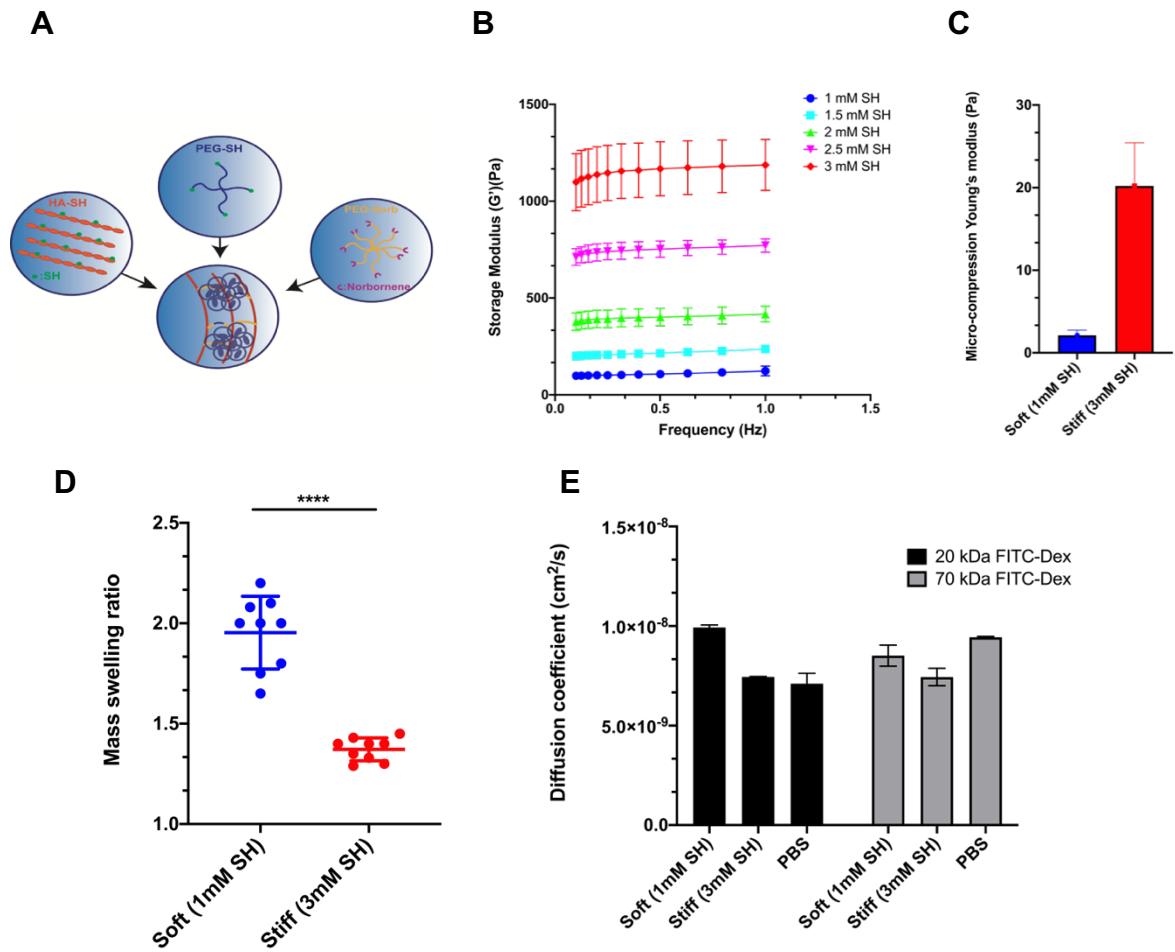 A
PEG-SH
HA-SH
:SH
PEG-Norb
c:Norbornene
B
Storage Modulus (G')(Pa)
1500
1000
500
0
0.0
0.5
1.0
1.5
Frequency (Hz)
1 mM SH
1.5 mM SH
2 mM SH
2.5 mM SH
3 mM SH
C
Micro-compression Young's modius (Pa)
30
20
10
0
Soft (1mM SH)
Stiff (3mM SH)
D
****
Mass swelling ratio
2.5
2.0
1.5
1.0
Soft (1mM SH)
Stiff (3mM SH)
E
Diffusion coefficient (cm²/s)
1.5×10⁻⁸
1.0×10⁻⁸
5.0×10⁻⁹
0.0
20 kDa FITC-Dex
70 kDa FITC-Dex
Soft (1mM SH)
Stiff (3mM SH)
PBS
Soft (1mM SH)
Stiff (3mM SH)
PBS